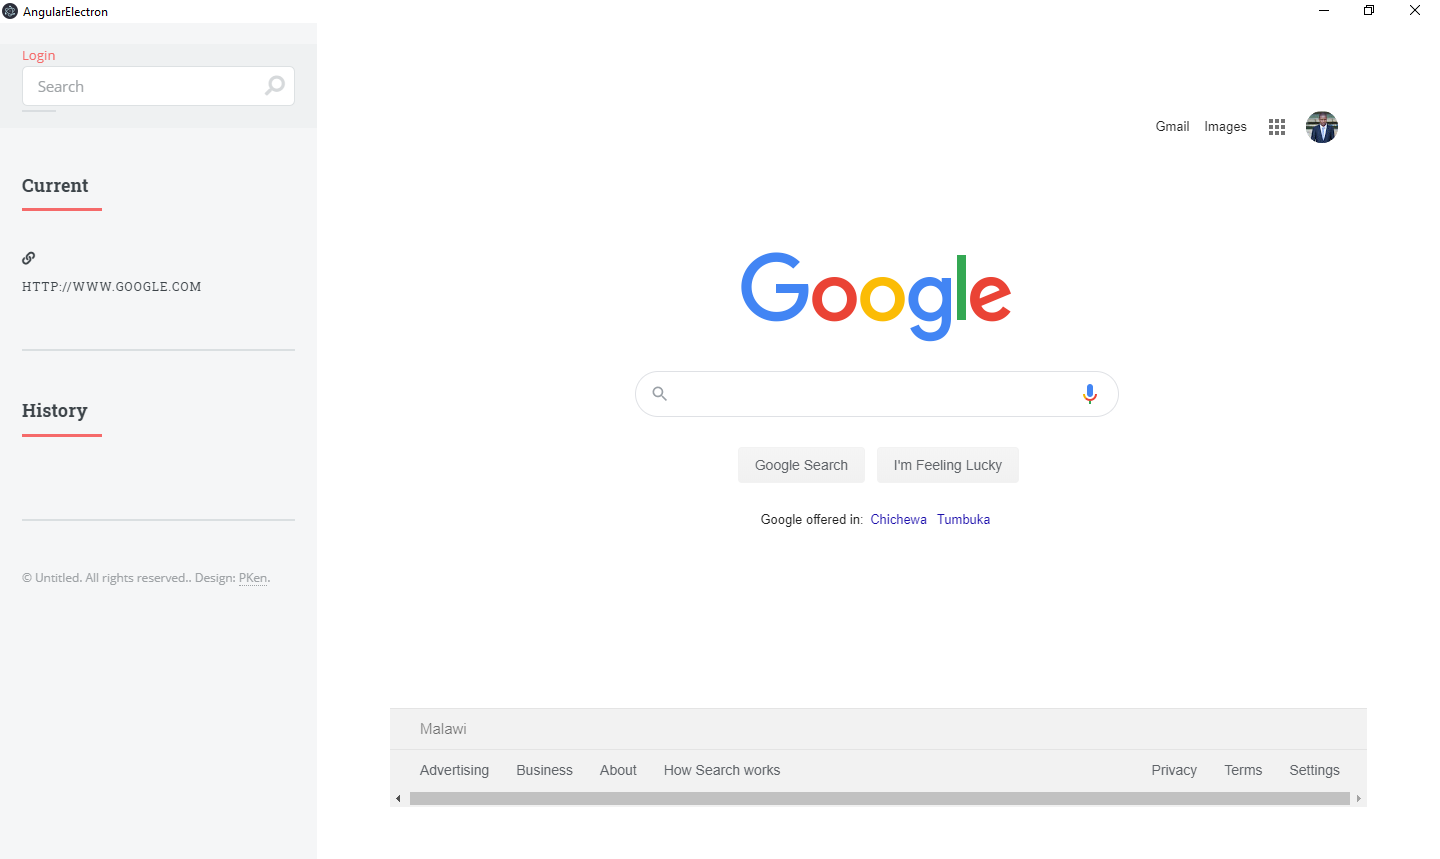 AngularElectron
Login
Search
Current
HTTP://WWW.GOOGLE.COM
History
© Untitled. All rights reserved.. Design: PKen.
Gmail Images
Google
Google Search I'm Feeling Lucky
Google offered in: Chichewa Tumbuka
Malawi
Advertising Business About How Search works Privacy Terms Settings